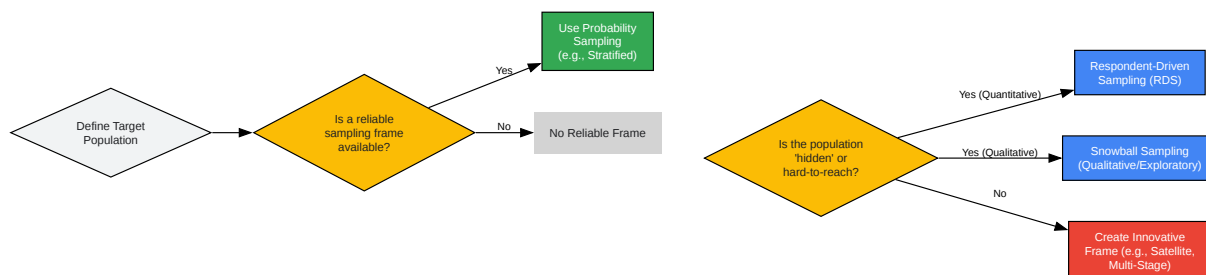 Define Target
Population
Is a reliable
sampling frame
available?
Yes
Use Probability
Sampling
(e.g., Stratified)
No
No Reliable Frame
Is the population
'hidden' or
hard-to-reach?
Yes (Quantitative)
Respondent-Driven
Sampling (RDS)
Yes (Qualitative)
Snowball Sampling
(Qualitative/Exploratory)
No
Create Innovative
Frame (e.g., Satellite,
Multi-Stage)